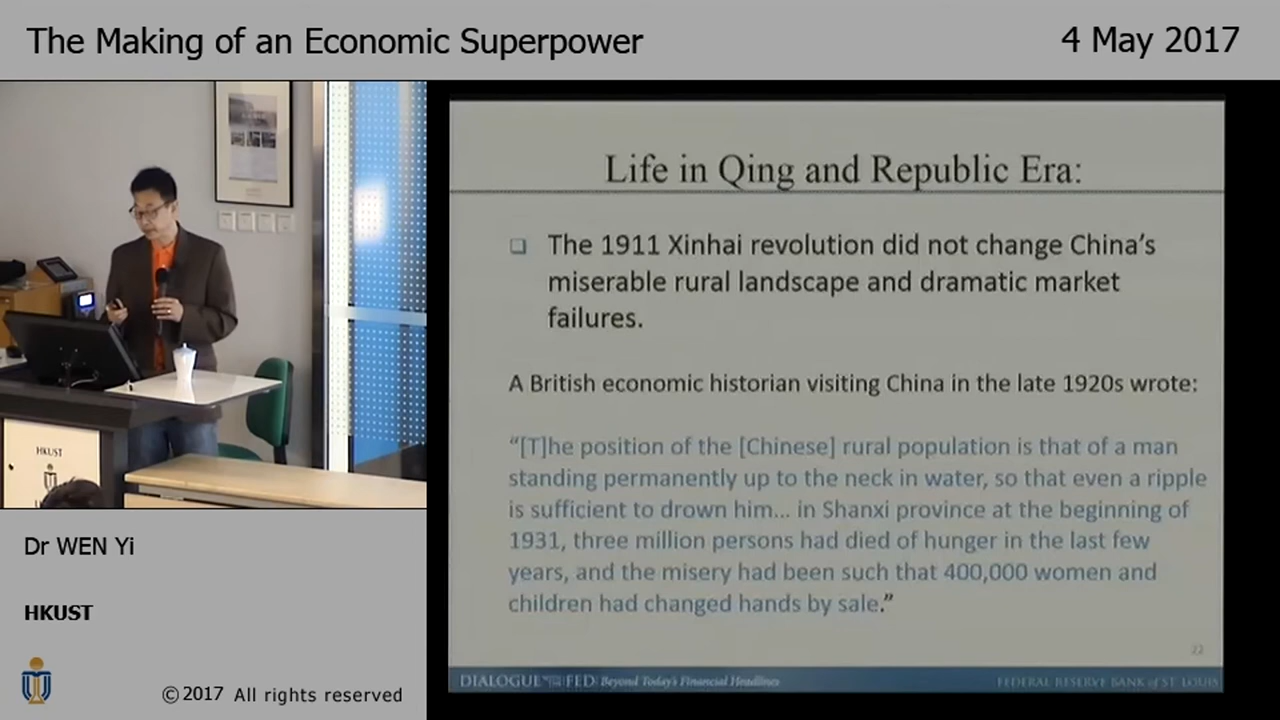 The Making of an Economic Superpower
4 May 2017
Life in Qing and Republic Era:
❑ The 1911 Xinhai revolution did not change China’s
miserable rural landscape and dramatic market
failures.
A British economic historian visiting China in the late 1920s wrote:
“[T]he position of the [Chinese] rural population is that of a man
standing permanently up to the neck in water, so that even a ripple
is sufficient to drown him... in Shanxi province at the beginning of
1931, three million persons had died of hunger in the last few
years, and the misery had been such that 400,000 women and
children had changed hands by sale.”
22
DIALOGUE WITH THE FED: Beyond Today's Financial Headlines
FEDERAL RESERVE BANK of ST. LOUIS
HKUST
Dr WEN Yi
HKUST
©2017 All rights reserved